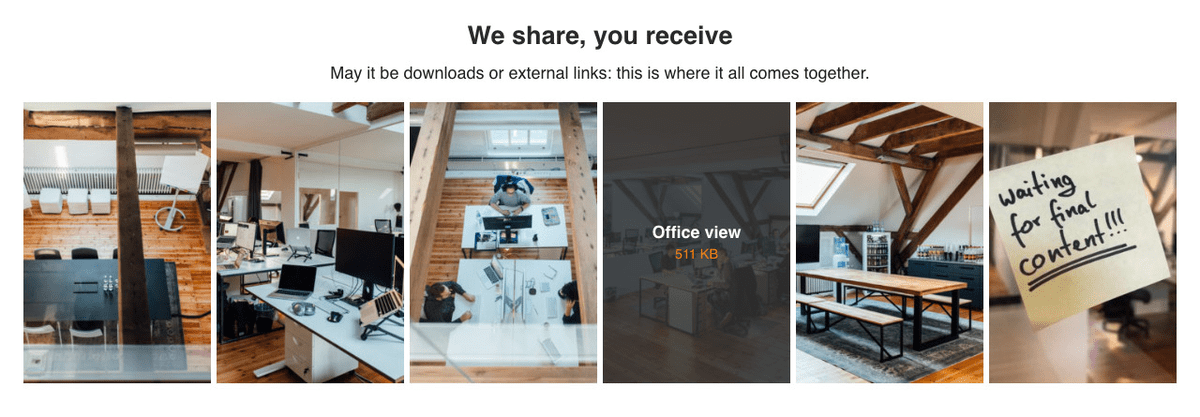 We share, you receive
May it be downloads or external links: this is where it all comes together.
Office view
511 KB
waiting
for final
content!!!